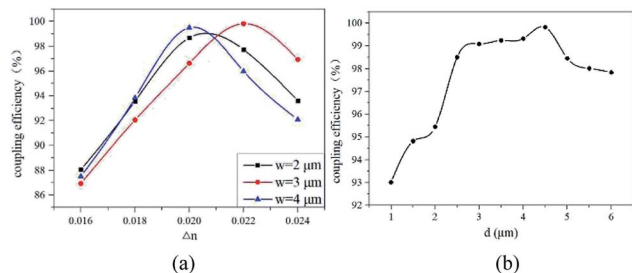 100
98
96
94
92
90
88
86
coupling efficiency (%)
0.016 0.018 0.020 0.022 0.024
△n
w=2 μm
w=3 μm
w=4 μm
(a)
100
99
98
97
96
95
94
93
92
coupling efficiency (%)
1 2 3 4 5 6
d (μm)
(b)